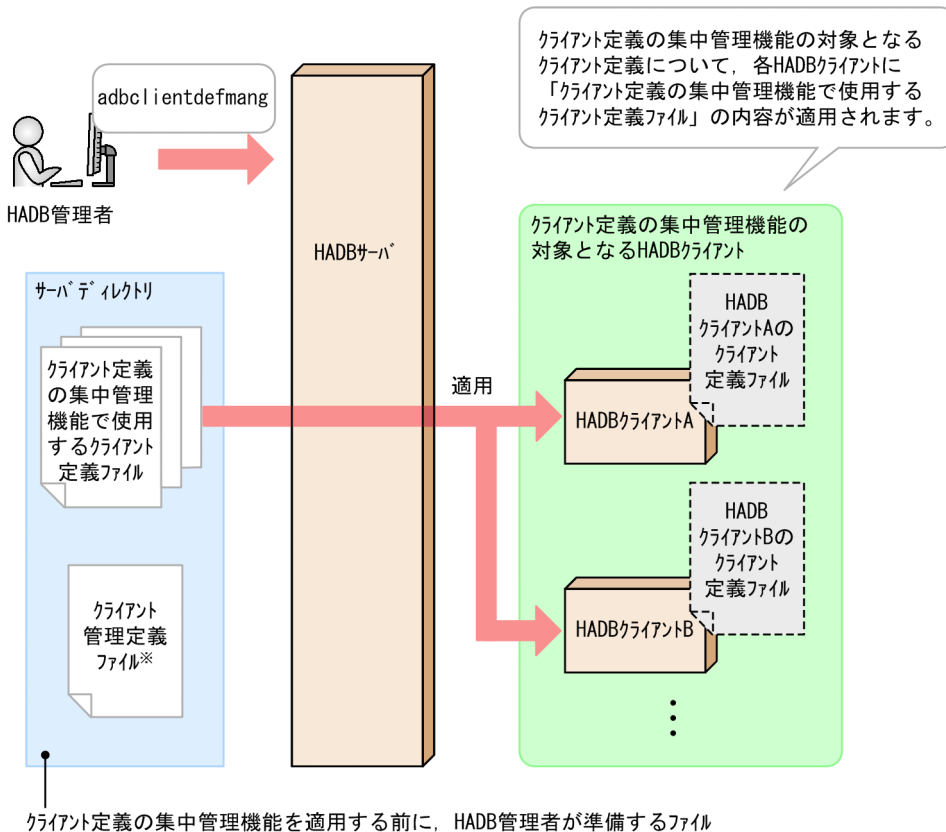 クライアント定義の集中管理機能の対象となる
クライアント定義について，各HADBクライアントに
「クライアント定義の集中管理機能で使用する
クライアント定義ファイル」の内容が適用されます。
adbclientdefmang
HADB管理者
HADBサーバ
クライアント定義の集中管理機能の
対象となるHADBクライアント
サーバディレクトリ
クライアント定義
の集中管理
機能で使用
するクライアント
定義ファイル
適用
HADB
クライアントAの
クライアント
定義ファイル
HADBクライアントA
HADB
クライアントBの
クライアント
定義ファイル
HADBクライアントB
クライアント
管理定義
ファイル※
⋮
クライアント定義の集中管理機能を適用する前に，HADB管理者が準備するファイル